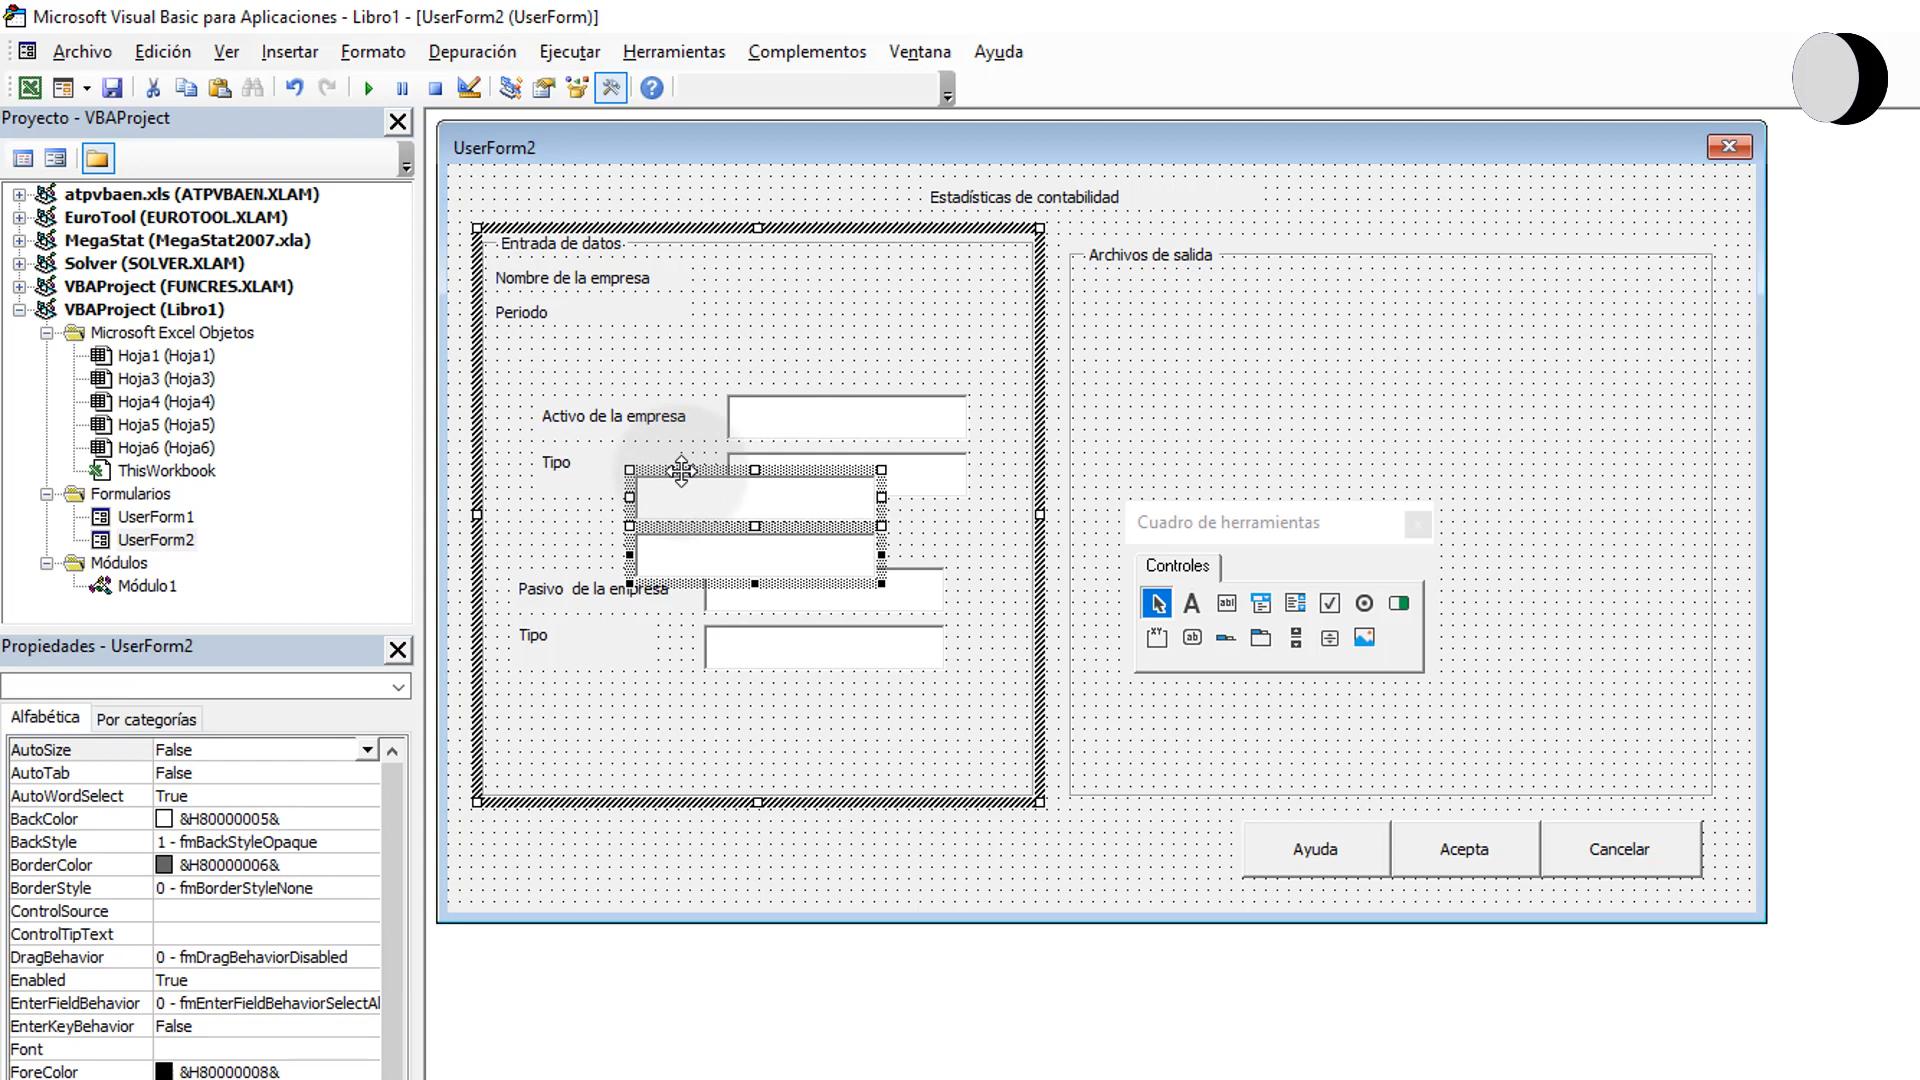 Microsoft Visual Basic para Aplicaciones - Libro1 - [UserForm2 (UserForm)]
Archivo Edición Ver Insertar Formato Depuración Ejecutar Herramientas Complementos Ventana Ayuda
Proyecto - VBAProject
atpvbaen.xls (ATPVBAEN.XLAM)
EuroTool (EUROTOOL.XLAM)
MegaStat (MegaStat2007.xla)
Solver (SOLVER.XLAM)
VBAProject (FUNCRES.XLAM)
VBAProject (Libro1)
Microsoft Excel Objetos
Hoja1 (Hoja1)
Hoja3 (Hoja3)
Hoja4 (Hoja4)
Hoja5 (Hoja5)
Hoja6 (Hoja6)
ThisWorkbook
Formularios
UserForm1
UserForm2
Módulos
Módulo1
Propiedades - UserForm2
Alfabética Por categorías
AutoSize False
AutoTab False
AutoWordSelect True
BackColor &H80000005&
BackStyle 1 - fmBackStyleOpaque
BorderColor &H80000006&
BorderStyle 0 - fmBorderStyleNone
ControlSource
ControlTipText
DragBehavior 0 - fmDragBehaviorDisabled
Enabled True
EnterFieldBehavior 0 - fmEnterFieldBehaviorSelectAl
EnterKeyBehavior False
Font
ForeColor &H80000008&
UserForm2
Estadísticas de contabilidad
Entrada de datos
Nombre de la empresa
Periodo
Activo de la empresa
Tipo
Pasivo de la empresa
Tipo
Archivos de salida
Cuadro de herramientas
Controles
A abl
XY ab
Ayuda Acepta Cancelar